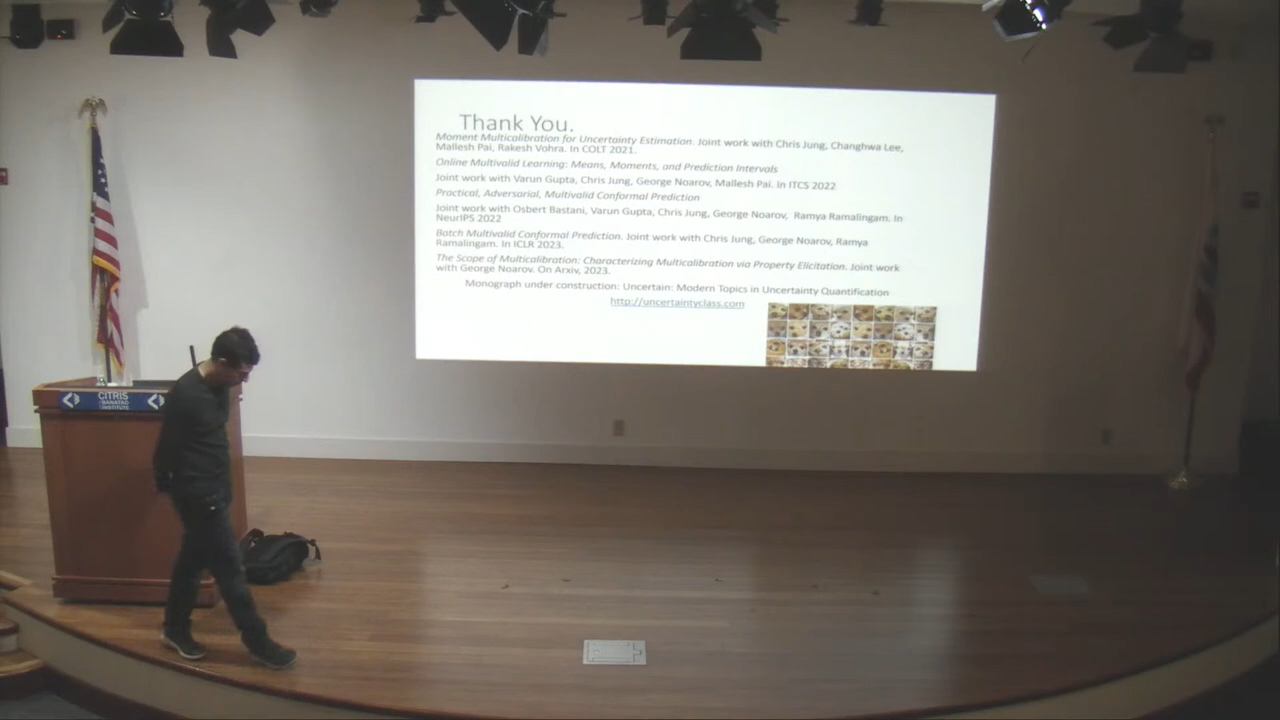 Thank You.
Moment Multicalibration for Uncertainty Estimation. Joint work with Chris Jung, Changhwa Lee,
Mallesh Pai, Rakesh Vohra. In COLT 2021.
Online Multivalid Learning: Means, Moments, and Prediction Intervals
Joint work with Varun Gupta, Chris Jung, George Noarov, Mallesh Pai. In ITCS 2022
Practical, Adversarial, Multivalid Conformal Prediction
Joint work with Osbert Bastani, Varun Gupta, Chris Jung, George Noarov, Ramya Ramalingam. In
NeurIPS 2022
Batch Multivalid Conformal Prediction. Joint work with Chris Jung, George Noarov, Ramya
Ramalingam. In ICLR 2023.
The Scope of Multicalibration: Characterizing Multicalibration via Property Elicitation. Joint work
with George Noarov. On Arxiv, 2023.
Monograph under construction: Uncertain: Modern Topics in Uncertainty Quantification
http://uncertaintyclass.com
CITRIS
BANATAO
INSTITUTE